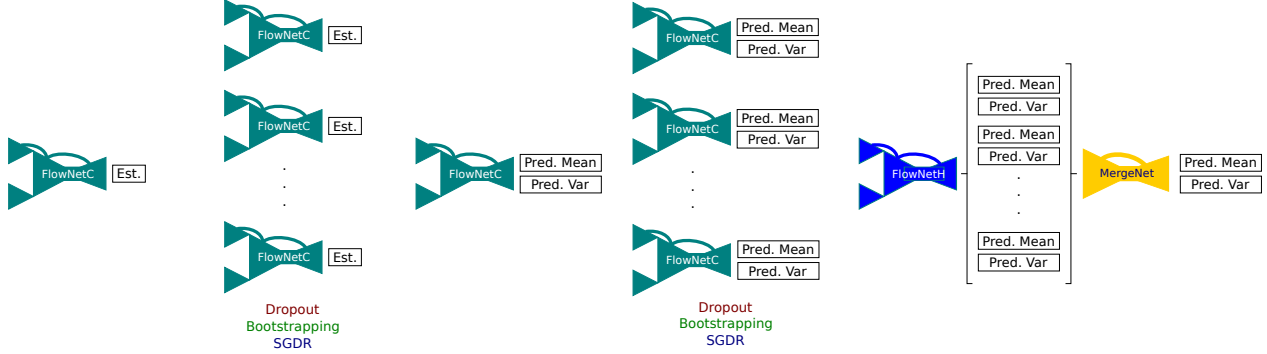 FlowNetC
Est.
FlowNetC
Est.
FlowNetC
Est.
.
.
.
FlowNetC
Est.
Dropout
Bootstrapping
SGDR
FlowNetC
Pred. Mean
Pred. Var
FlowNetC
Pred. Mean
Pred. Var
FlowNetC
Pred. Mean
Pred. Var
.
.
.
FlowNetC
Pred. Mean
Pred. Var
Dropout
Bootstrapping
SGDR
FlowNetH
Pred. Mean
Pred. Var
Pred. Mean
Pred. Var
.
.
.
Pred. Mean
Pred. Var
MergeNet
Pred. Mean
Pred. Var